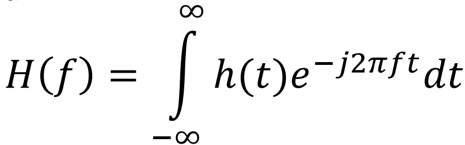 H(f) = ∫_{-∞}^{∞} h(t)e^{-j2πft} dt